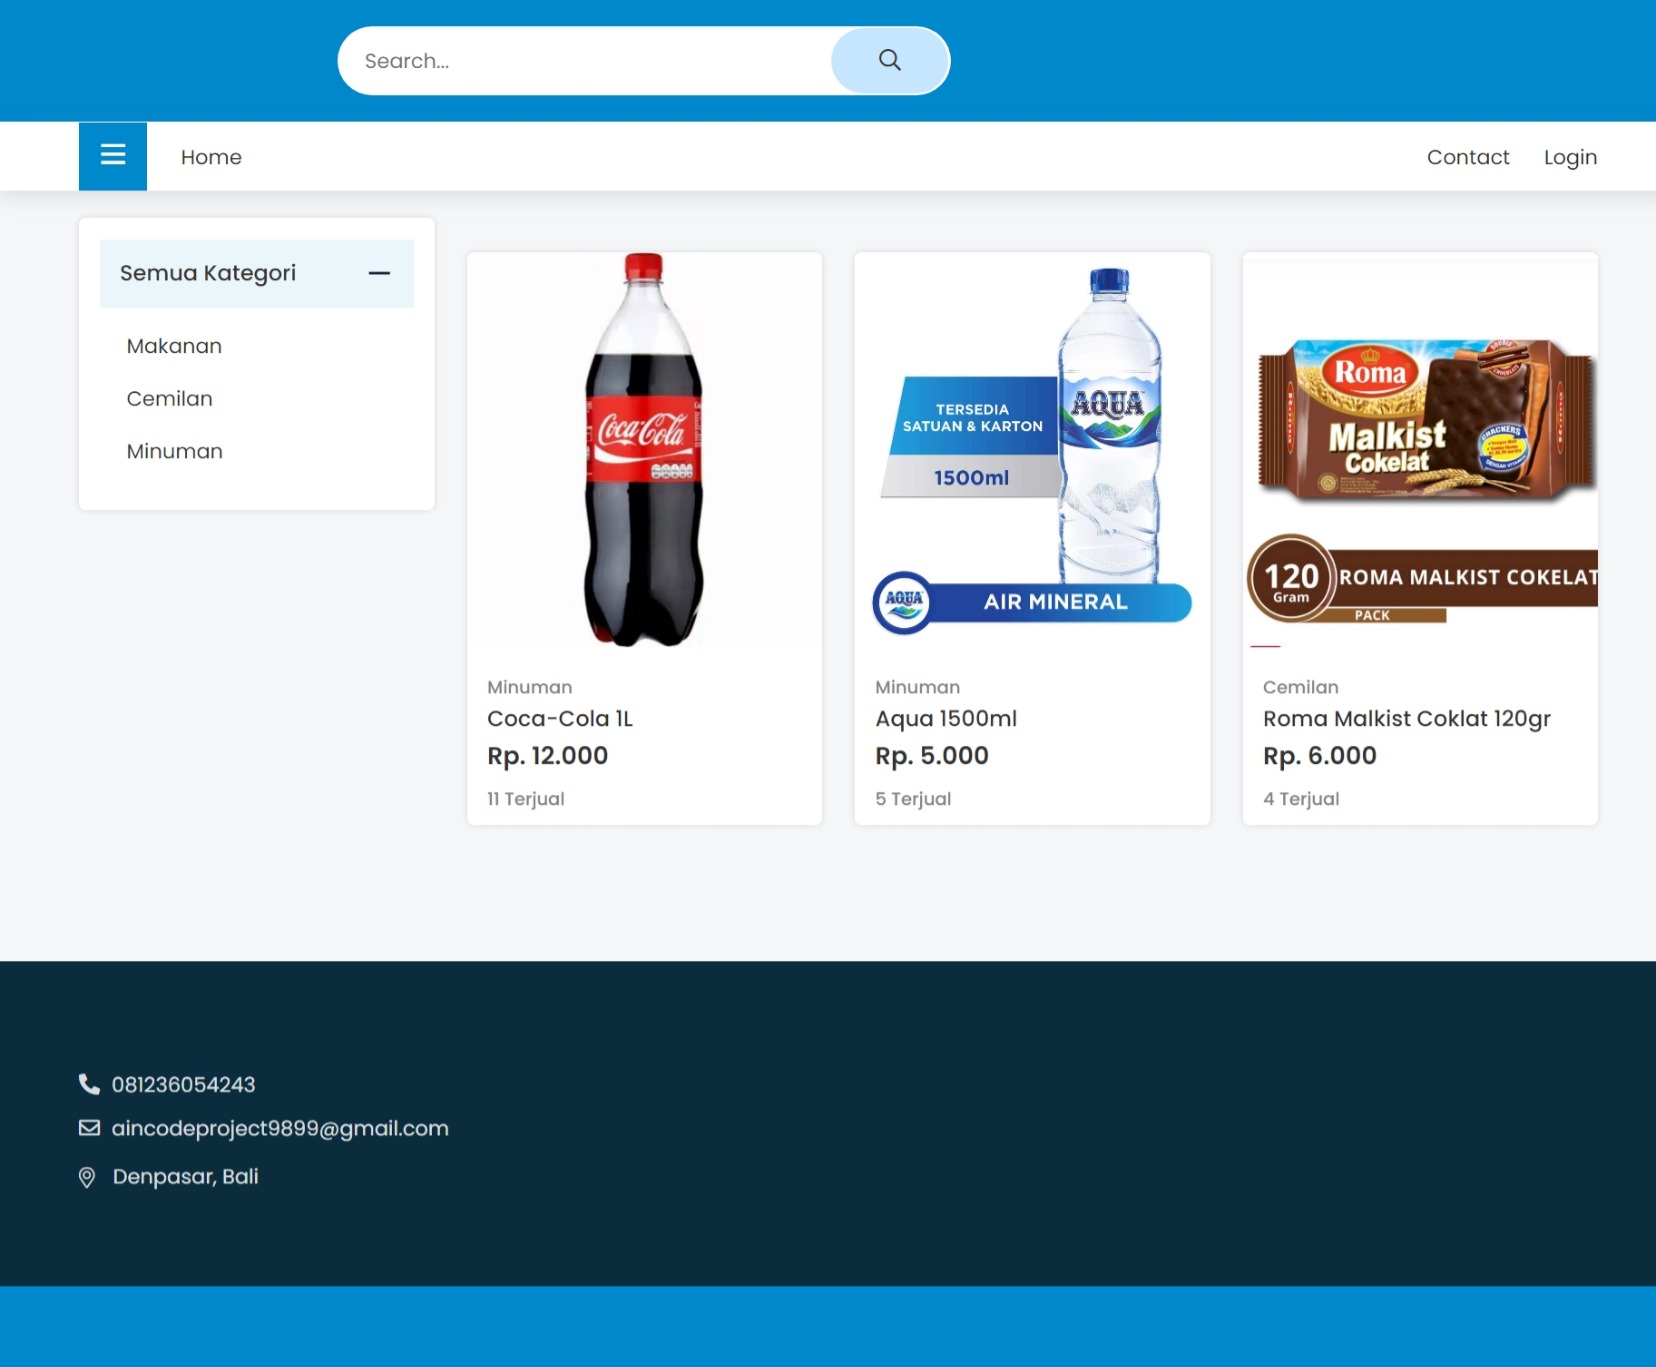 Search...
Home
Contact
Login
Semua Kategori
Makanan
Cemilan
Minuman
Coca-Cola
Minuman
Coca-Cola 1L
Rp. 12.000
11 Terjual
TERSEDIA
SATUAN & KARTON
1500ml
AQUA
AQUA
AIR MINERAL
Minuman
Aqua 1500ml
Rp. 5.000
5 Terjual
Roma
DOUBLE
Malkist
Cokelat
CRACKERS
120
Gram
ROMA MALKIST COKELAT
PACK
Cemilan
Roma Malkist Coklat 120gr
Rp. 6.000
4 Terjual
081236054243
aincodeproject9899@gmail.com
Denpasar, Bali